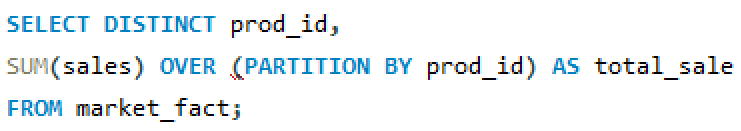 SELECT DISTINCT prod_id,
SUM(sales) OVER (PARTITION BY prod_id) AS total_sale
FROM market_fact;